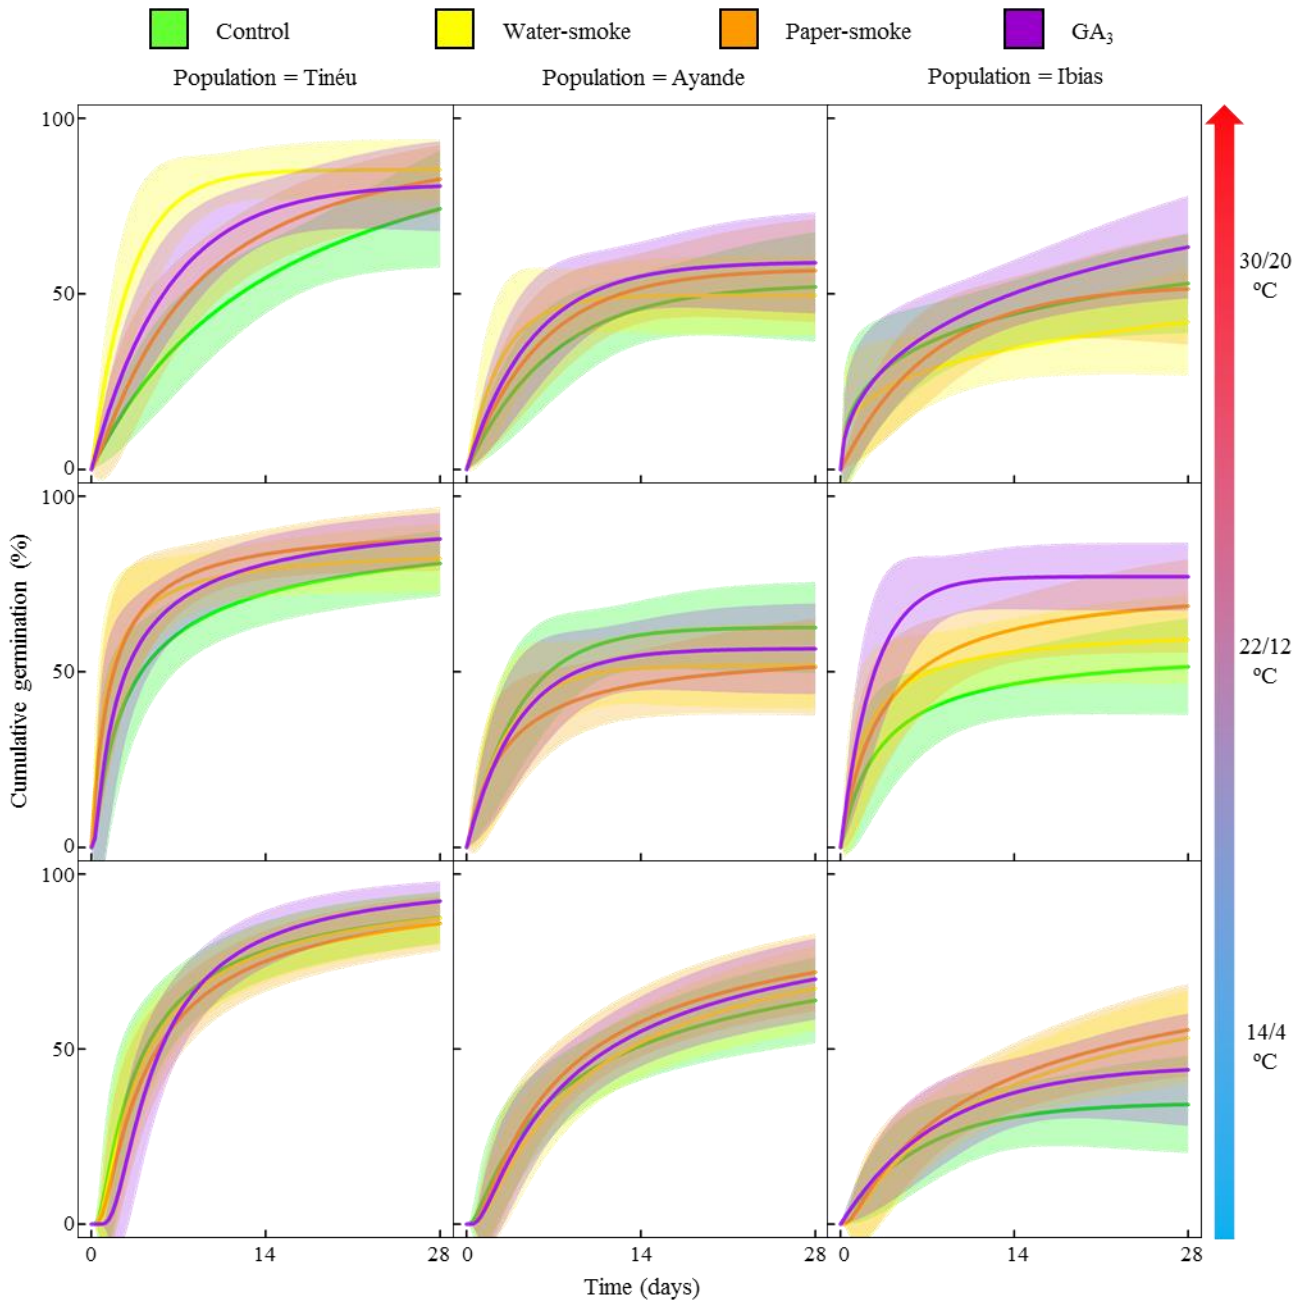 Control Water-smoke Paper-smoke GA₃
Population = Tinéu Population = Ayande Population = Ibias
100
50
0
30/20
ºC
100
50
0
22/12
ºC
100
50
0
14/4
ºC
0 14 28 0 14 28 0 14 28
Time (days)
Cumulative germination (%)